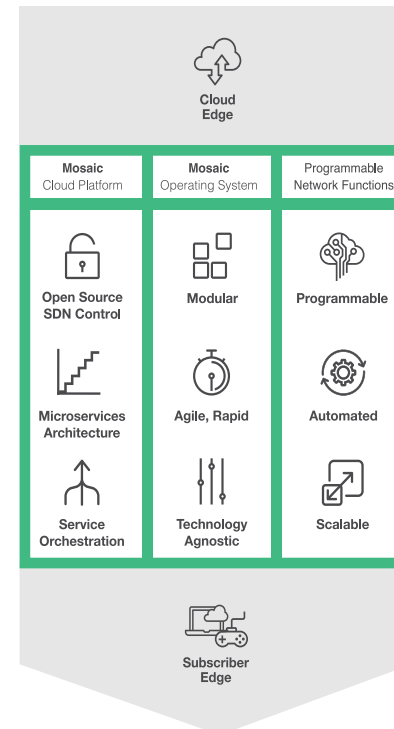 Cloud
Edge
Mosaic
Cloud Platform
Mosaic
Operating System
Programmable
Network Functions
Open Source
SDN Control
Modular
Programmable
Microservices
Architecture
Agile, Rapid
Automated
Service
Orchestration
Technology
Agnostic
Scalable
Subscriber
Edge